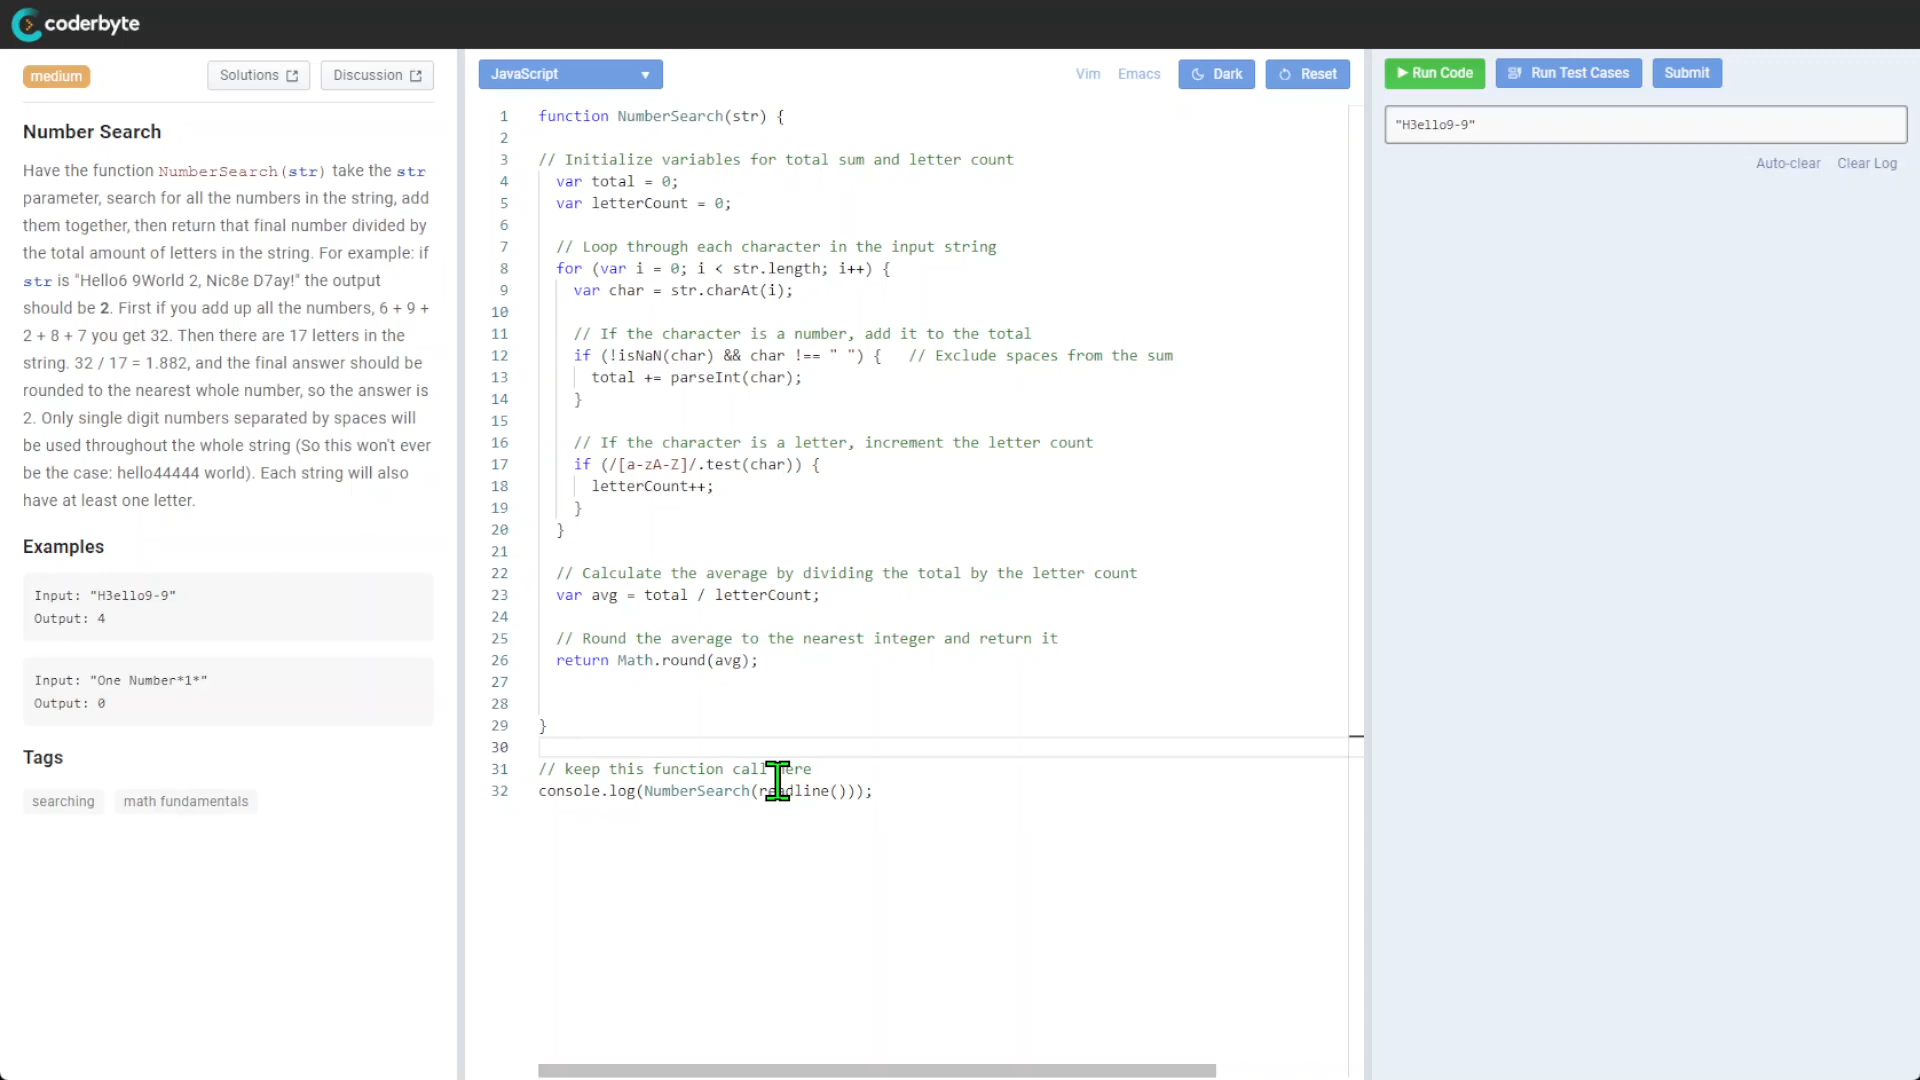 coderbyte
medium
Solutions
Discussion
Number Search
Have the function NumberSearch(str) take the str
parameter, search for all the numbers in the string, add
them together, then return that final number divided by
the total amount of letters in the string. For example: if
str is "Hello6 9World 2, Nic8e D7ay!" the output
should be 2. First if you add up all the numbers, 6 + 9 +
2 + 8 + 7 you get 32. Then there are 17 letters in the
string. 32 / 17 = 1.882, and the final answer should be
rounded to the nearest whole number, so the answer is
2. Only single digit numbers separated by spaces will
be used throughout the whole string (So this won't ever
be the case: hello44444 world). Each string will also
have at least one letter.
Examples
Input: "H3ello9-9"
Output: 4
Input: "One Number*1*"
Output: 0
Tags
searching
math fundamentals
JavaScript
Vim
Emacs
Dark
Reset
1 function NumberSearch(str) {
2
3 // Initialize variables for total sum and letter count
4 var total = 0;
5 var letterCount = 0;
6
7 // Loop through each character in the input string
8 for (var i = 0; i < str.length; i++) {
9 var char = str.charAt(i);
10
11 // If the character is a number, add it to the total
12 if (!isNaN(char) && char !== " ") { // Exclude spaces from the sum
13 total += parseInt(char);
14 }
15
16 // If the character is a letter, increment the letter count
17 if (/[a-zA-Z]/.test(char)) {
18 letterCount++;
19 }
20 }
21
22 // Calculate the average by dividing the total by the letter count
23 var avg = total / letterCount;
24
25 // Round the average to the nearest integer and return it
26 return Math.round(avg);
27
28
29 }
30
31 // keep this function call here
32 console.log(NumberSearch(readline()));
Run Code
Run Test Cases
Submit
"H3ello9-9"
Auto-clear
Clear Log